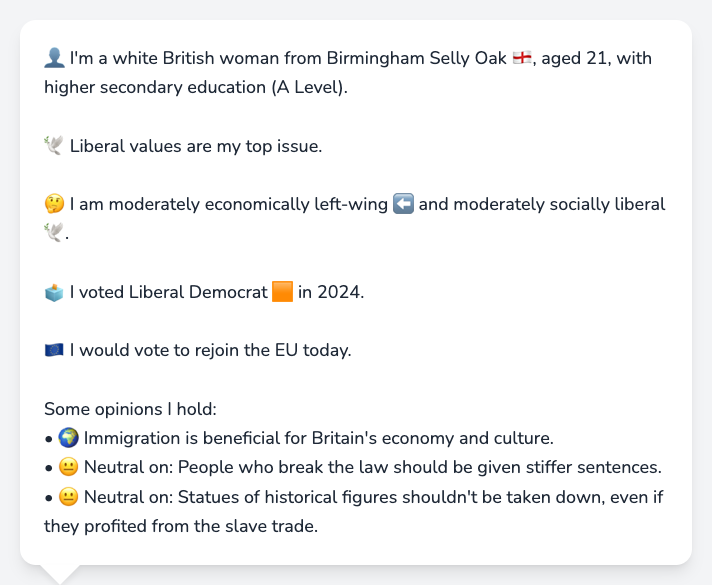 👤 I'm a white British woman from Birmingham Selly Oak 🏴󠁧󠁢󠁥󠁮󠁧󠁿, aged 21, with
higher secondary education (A Level).
🕊️ Liberal values are my top issue.
🤔 I am moderately economically left-wing ⬅️ and moderately socially liberal
🕊️.
🗳️ I voted Liberal Democrat 🟧 in 2024.
🇪🇺 I would vote to rejoin the EU today.
Some opinions I hold:
• 🌍 Immigration is beneficial for Britain's economy and culture.
• 😐 Neutral on: People who break the law should be given stiffer sentences.
• 😐 Neutral on: Statues of historical figures shouldn't be taken down, even if
they profited from the slave trade.